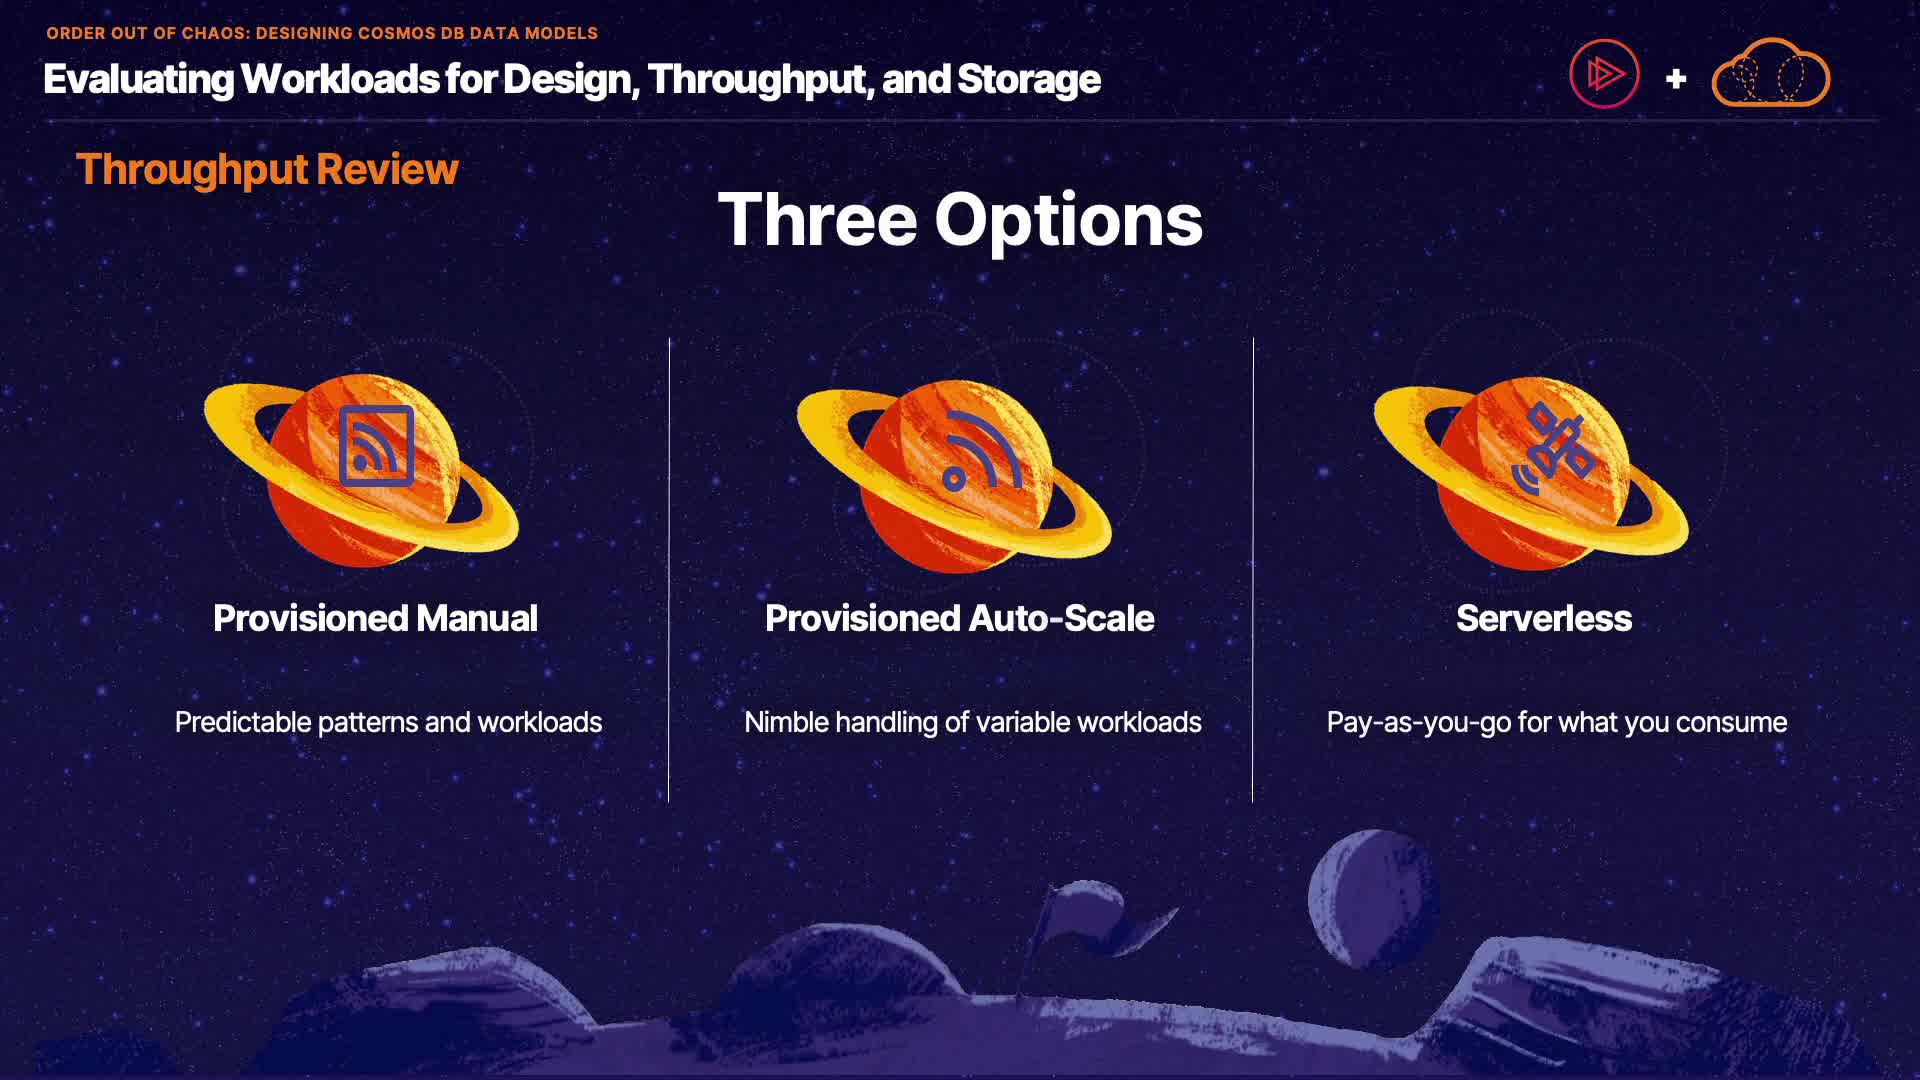 ORDER OUT OF CHAOS: DESIGNING COSMOS DB DATA MODELS
Evaluating Workloads for Design, Throughput, and Storage
+
Throughput Review
Three Options
Provisioned Manual
Predictable patterns and workloads
Provisioned Auto-Scale
Nimble handling of variable workloads
Serverless
Pay-as-you-go for what you consume